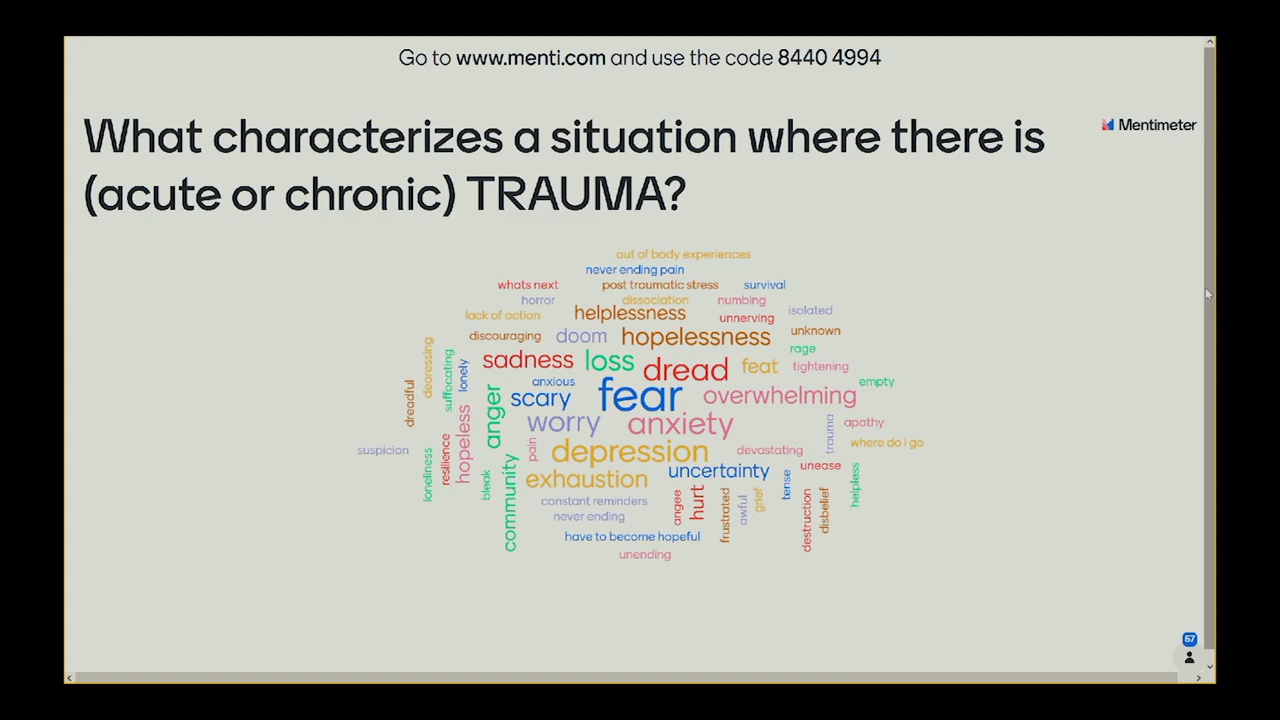 Go to www.menti.com and use the code 8440 4994
Mentimeter
What characterizes a situation where there is
(acute or chronic) TRAUMA?
out of body experiences
never ending pain
whats next
post traumatic stress
survival
horror
dissociation
numbing
lack of action
helplessness
unnerving
isolated
discouraging
doom
hopelessness
unknown
rage
sadness
loss
dread
feat
tightening
depressing
suffocating
lonely
anxious
fear
empty
dreadful
anger
scary
overwhelming
worry
anxiety
trauma
apathy
where do i go
suspicion
loneliness
resilience
hopeless
pain
depression
devastating
unease
bleak
community
exhaustion
uncertainty
tense
helpless
constant reminders
angee
hurt
frustrated
awful
grief
destruction
disbelief
never ending
have to become hopeful
unending
67